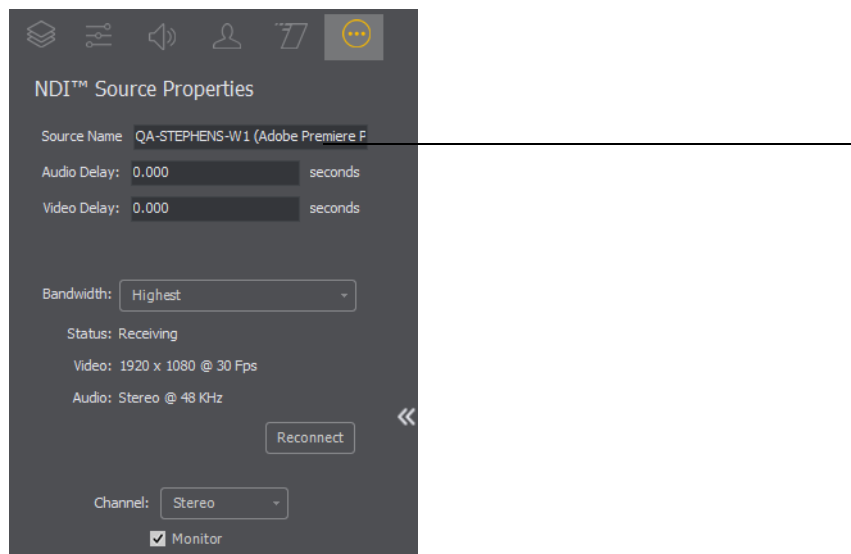 NDI™ Source Properties
Source Name QA-STEPHENS-W1 (Adobe Premiere P
Audio Delay: 0.000 seconds
Video Delay: 0.000 seconds
Bandwidth: Highest
Status: Receiving
Video: 1920 x 1080 @ 30 Fps
Audio: Stereo @ 48 KHz
Reconnect
Channel: Stereo
Monitor